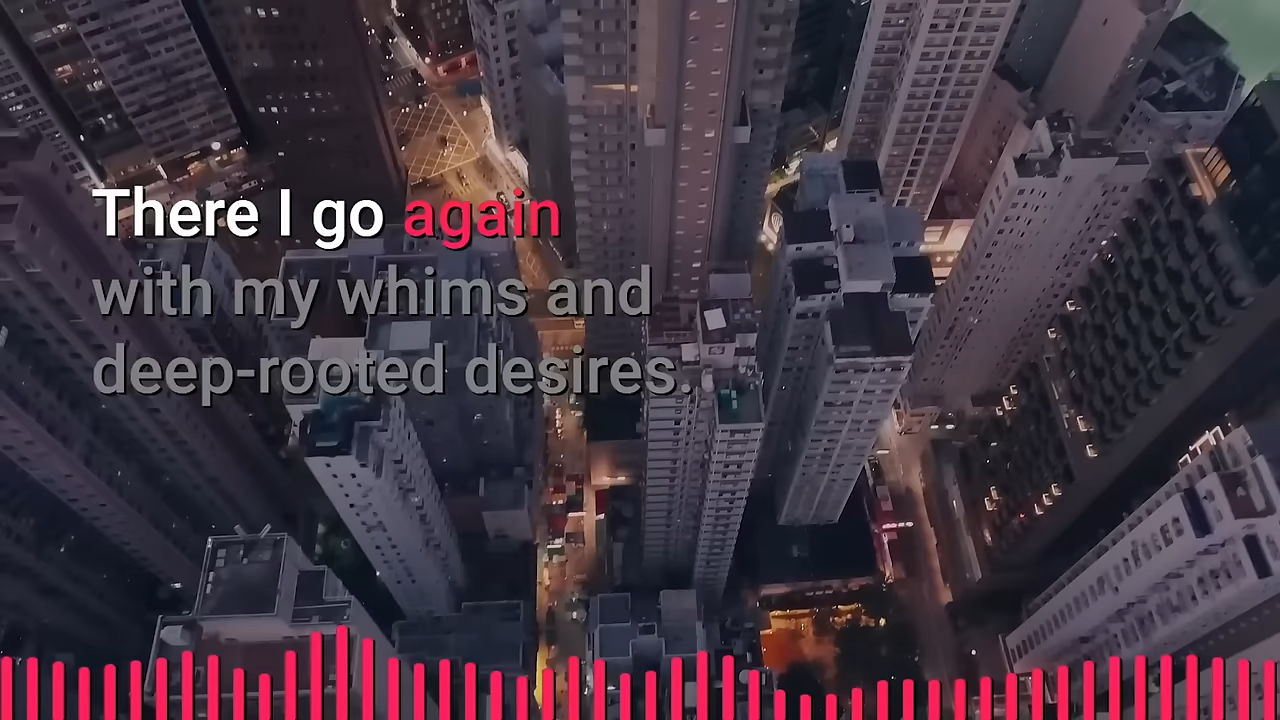 There I go again
with my whims and
deep-rooted desires.